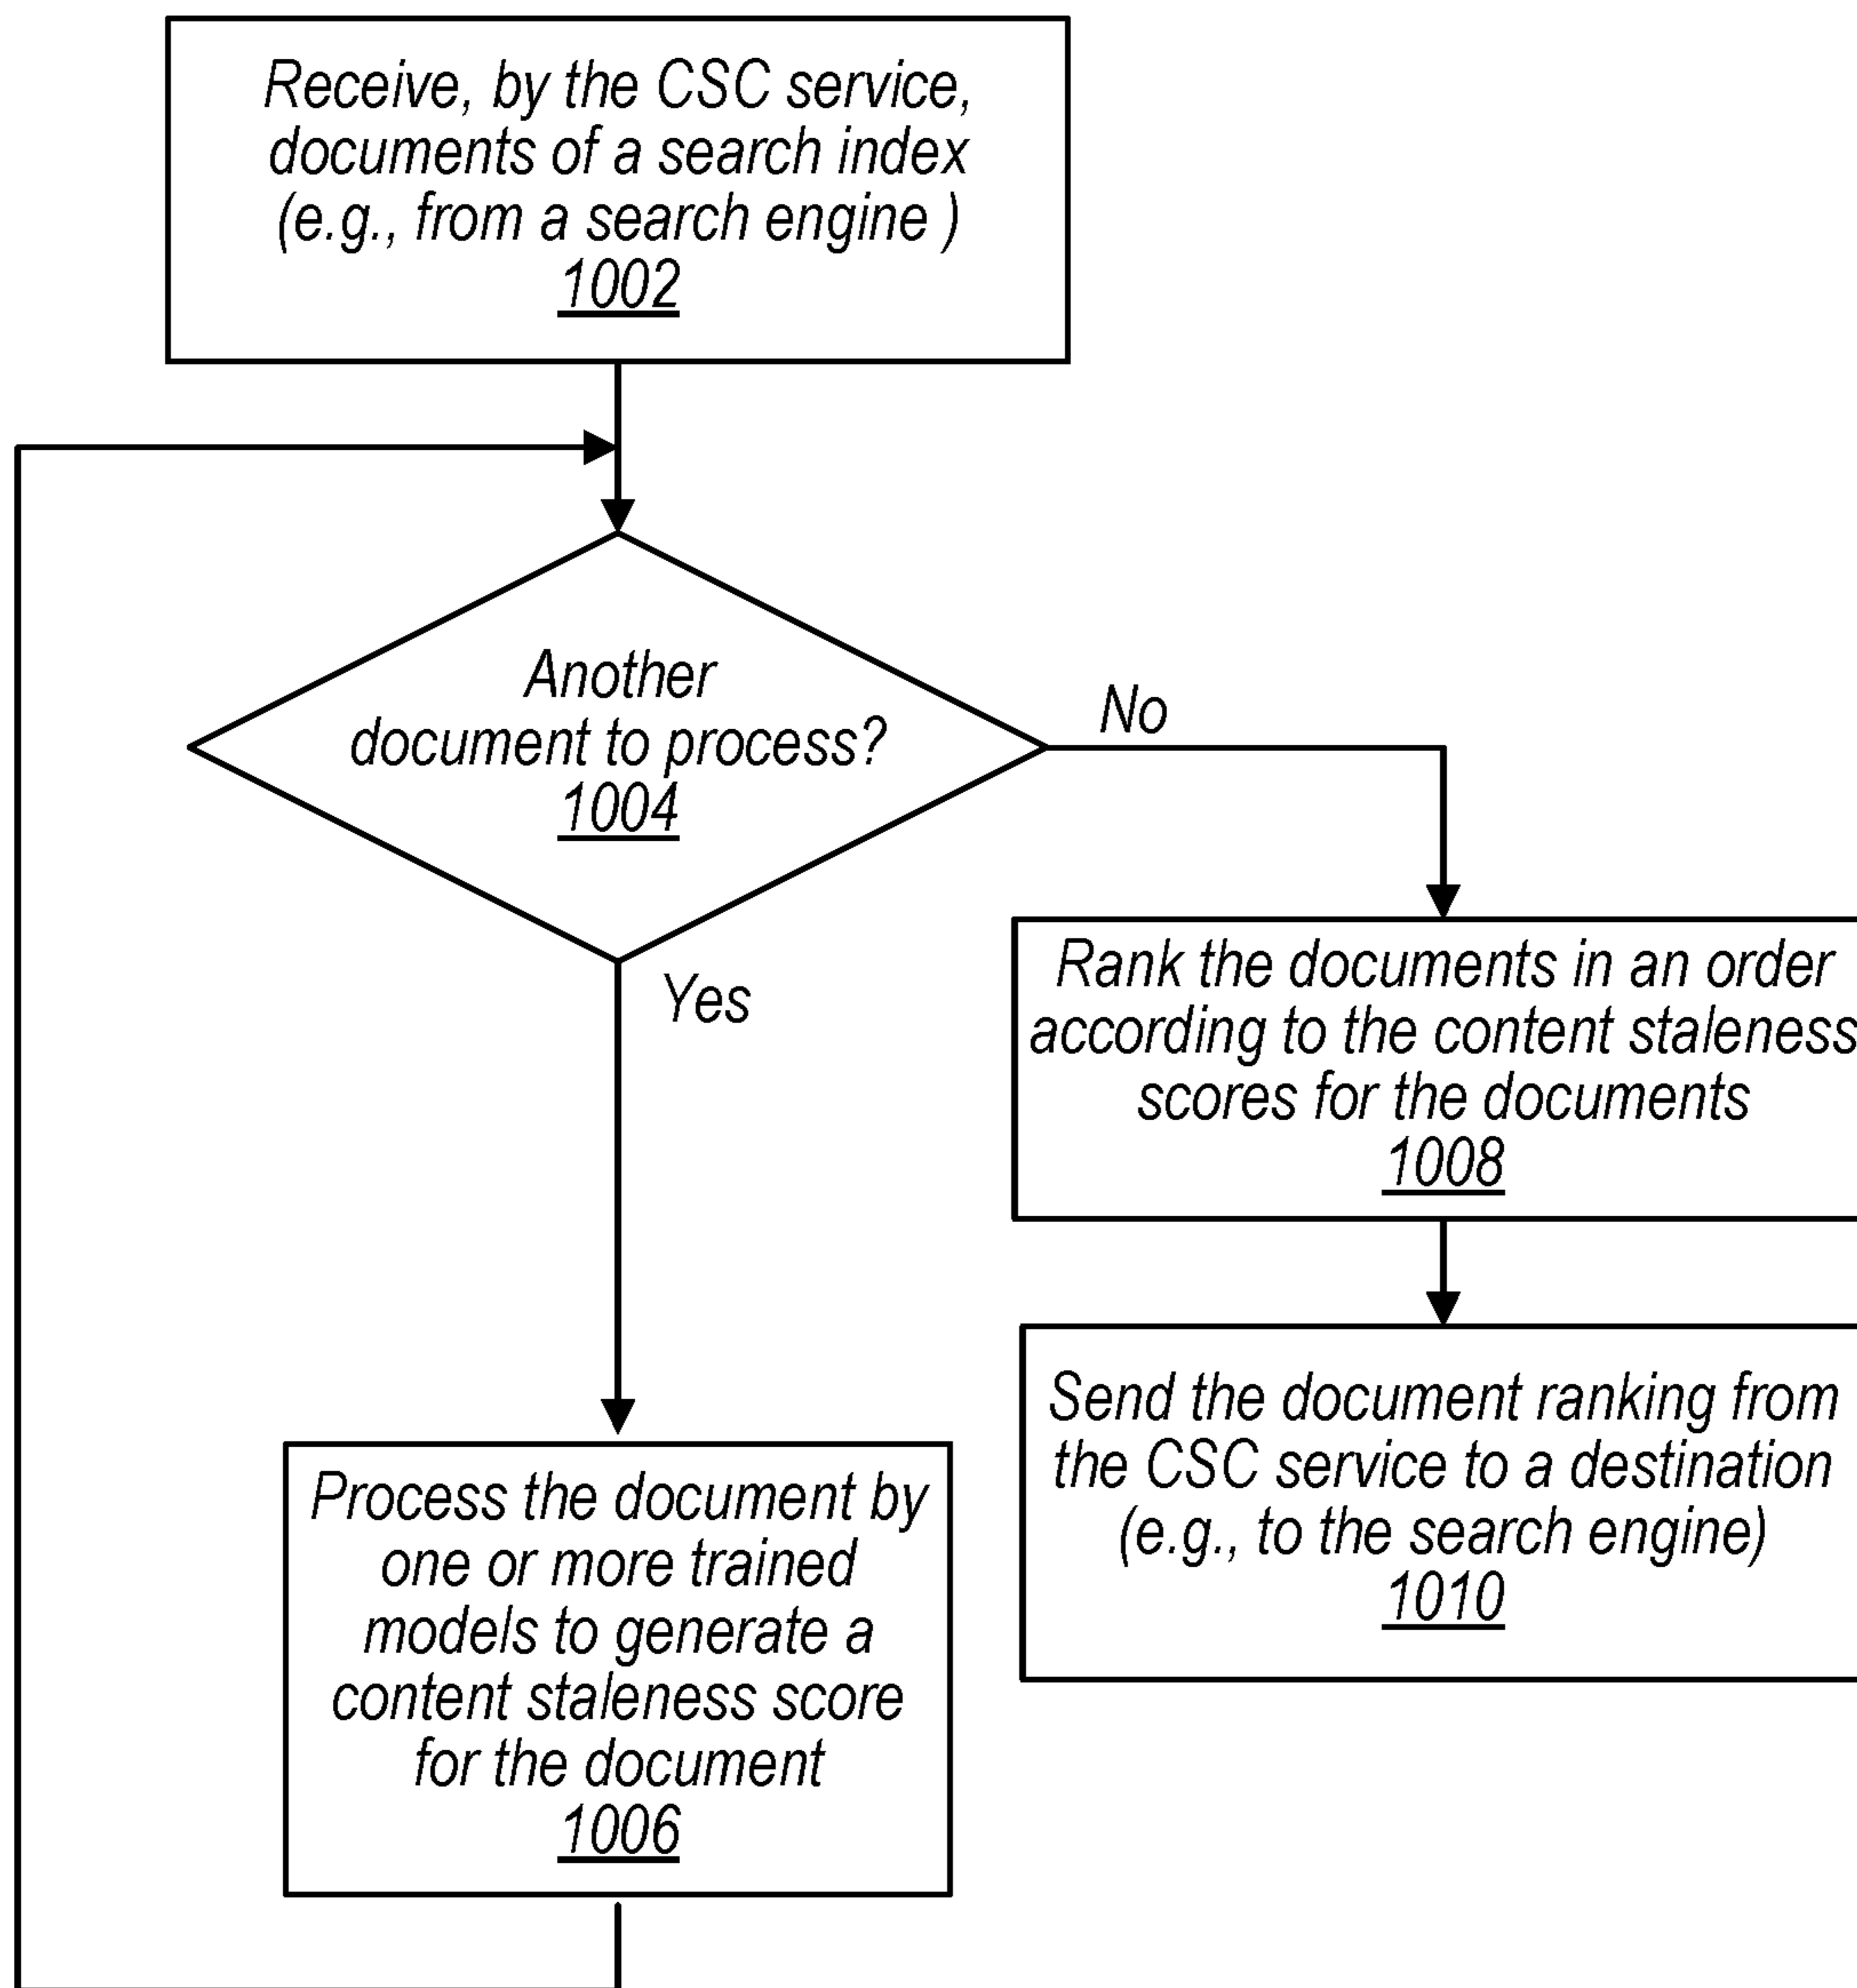 Receive, by the CSC service,
documents of a search index
(e.g., from a search engine )
1002
Another
document to process?
1004
No
Yes
Rank the documents in an order
according to the content staleness
scores for the documents
1008
Send the document ranking from
the CSC service to a destination
(e.g., to the search engine)
1010
Process the document by
one or more trained
models to generate a
content staleness score
for the document
1006